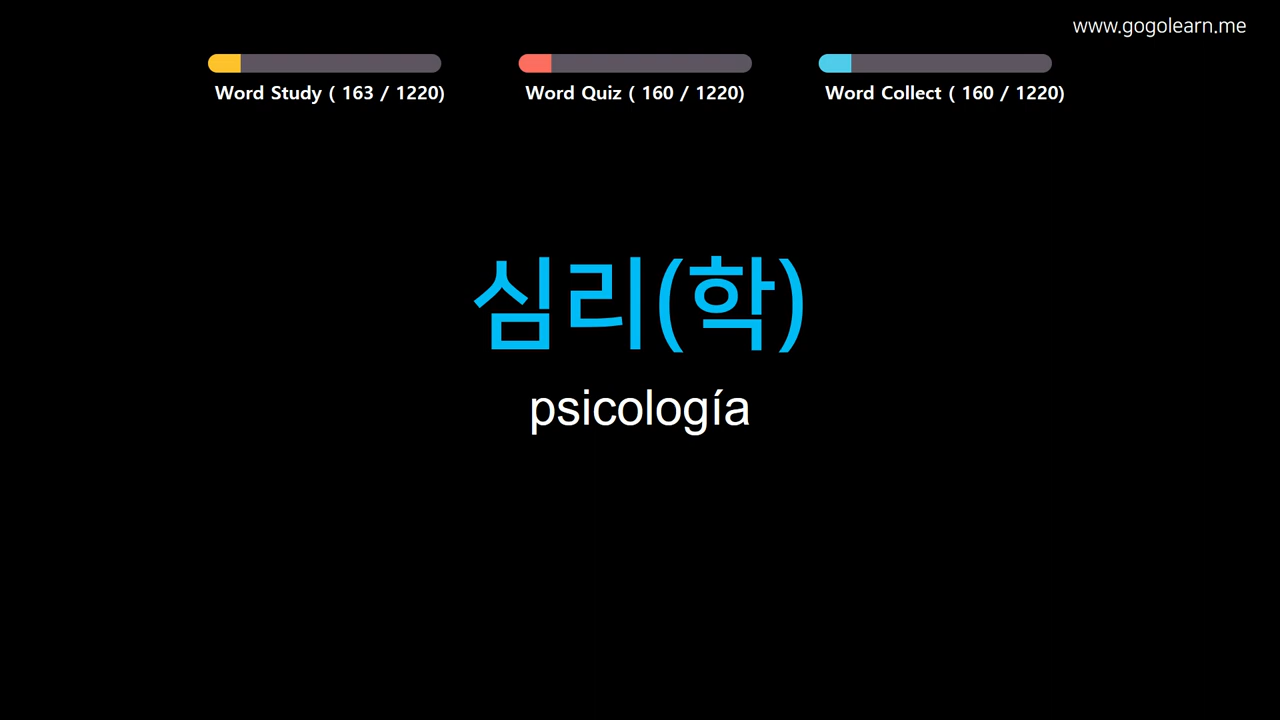 www.gogolearn.me
Word Study ( 163 / 1220)
Word Quiz ( 160 / 1220)
Word Collect ( 160 / 1220)
심리(학)
psicología